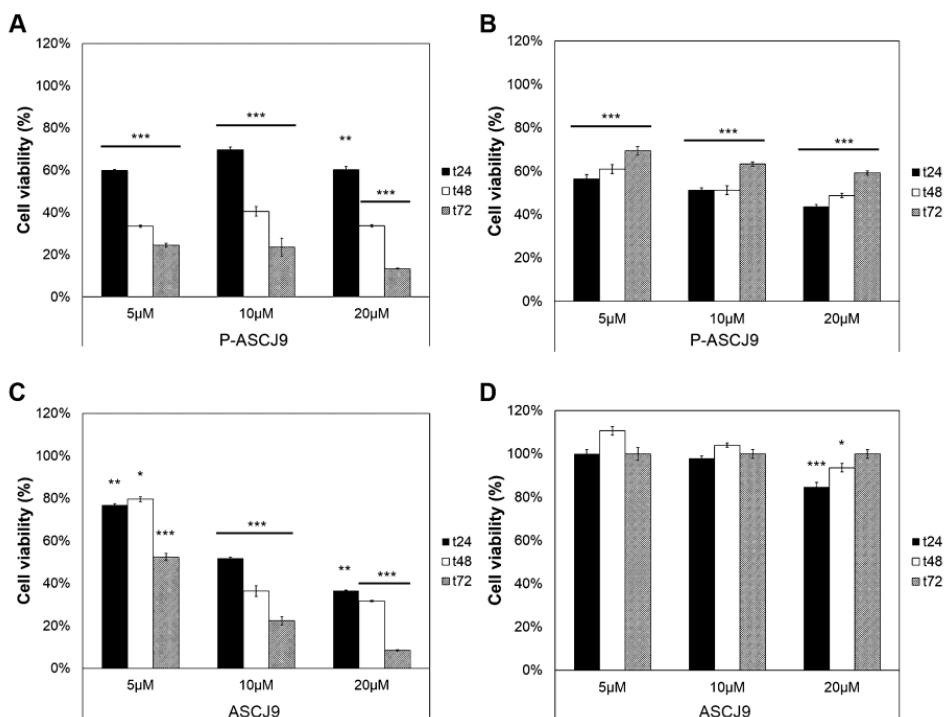 A
120%
100%
80%
60%
40%
20%
0%
Cell viability (%)
***
***
**
***
t24
t48
t72
5µM
10µM
20µM
P-ASCJ9
B
120%
100%
80%
60%
40%
20%
0%
Cell viability (%)
***
***
***
t24
t48
t72
5µM
10µM
20µM
P-ASCJ9
C
120%
100%
80%
60%
40%
20%
0%
Cell viability (%)
**
*
***
***
**
***
t24
t48
t72
5µM
10µM
20µM
ASCJ9
D
120%
100%
80%
60%
40%
20%
0%
Cell viability (%)
***
*
t24
t48
t72
5µM
10µM
20µM
ASCJ9